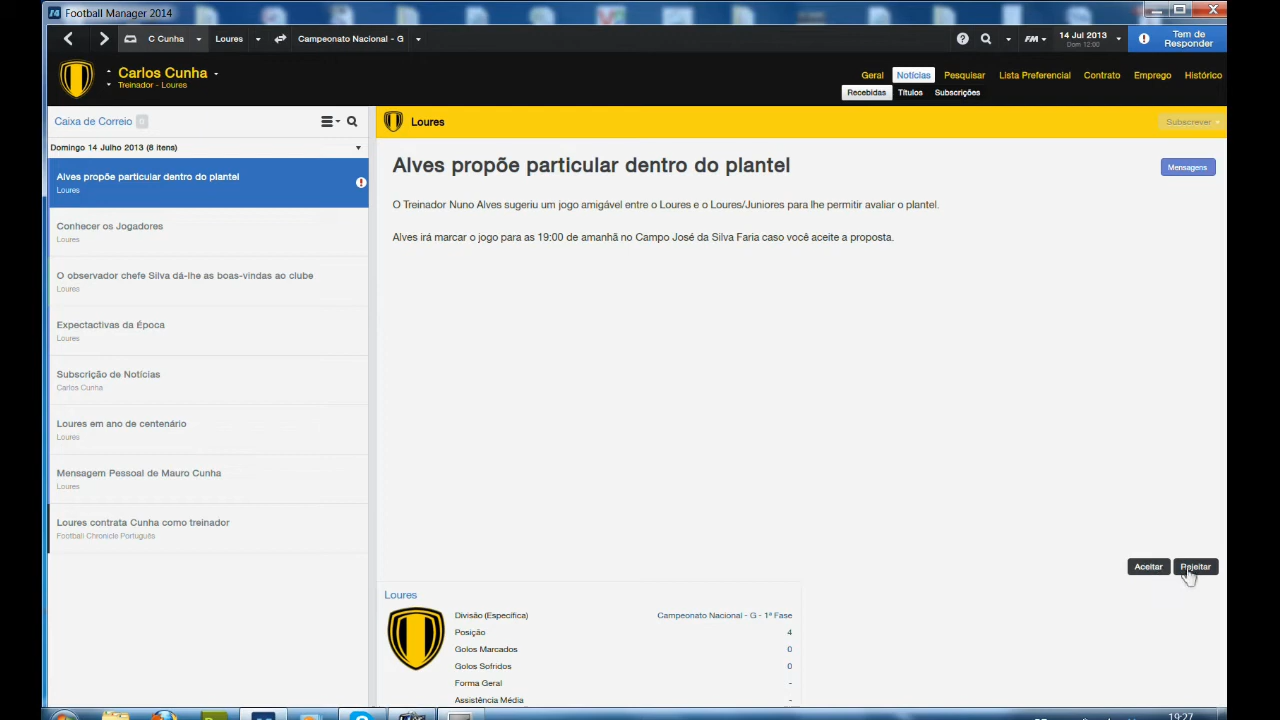 Football Manager 2014
C Cunha
Loures
Campeonato Nacional - G
FM
14 Jul 2013
Dom 12:00
Tem de
Responder
Carlos Cunha
Treinador - Loures
Geral
Notícias
Pesquisar
Lista Preferencial
Contrato
Emprego
Histórico
Recebidas
Títulos
Subscrições
Caixa de Correio 0
Loures
Subscrever
Domingo 14 Julho 2013 (8 itens)
Alves propõe particular dentro do plantel
Loures
Conhecer os Jogadores
Loures
O observador chefe Silva dá-lhe as boas-vindas ao clube
Loures
Expectactivas da Época
Loures
Subscrição de Notícias
Carlos Cunha
Loures em ano de centenário
Loures
Mensagem Pessoal de Mauro Cunha
Loures
Loures contrata Cunha como treinador
Football Chronicle Português
Alves propõe particular dentro do plantel
Mensagens
O Treinador Nuno Alves sugeriu um jogo amigável entre o Loures e o Loures/Juniores para lhe permitir avaliar o plantel.
Alves irá marcar o jogo para as 19:00 de amanhã no Campo José da Silva Faria caso você aceite a proposta.
Aceitar
Rejeitar
Loures
Divisão (Específica)
Campeonato Nacional - G - 1ª Fase
Posição
4
Golos Marcados
0
Golos Sofridos
0
Forma Geral
-
Assistência Média
-
19:27